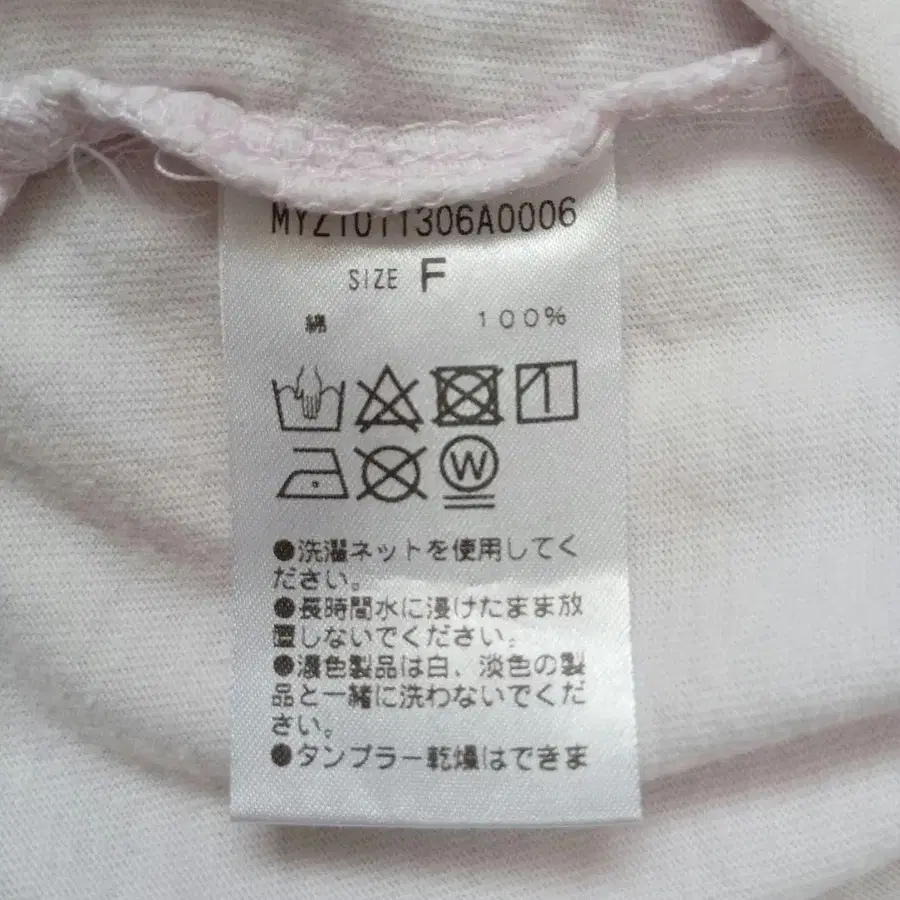 MYZ1011306A0006
SIZE F
綿 100%
W
●洗濯ネットを使用してく
ださい。
●長時間水に浸けたまま放
置しないでください。
●濃色製品は白、淡色の製
品と一緒に洗わないでくだ
さい。
●タンブラー乾燥はできま